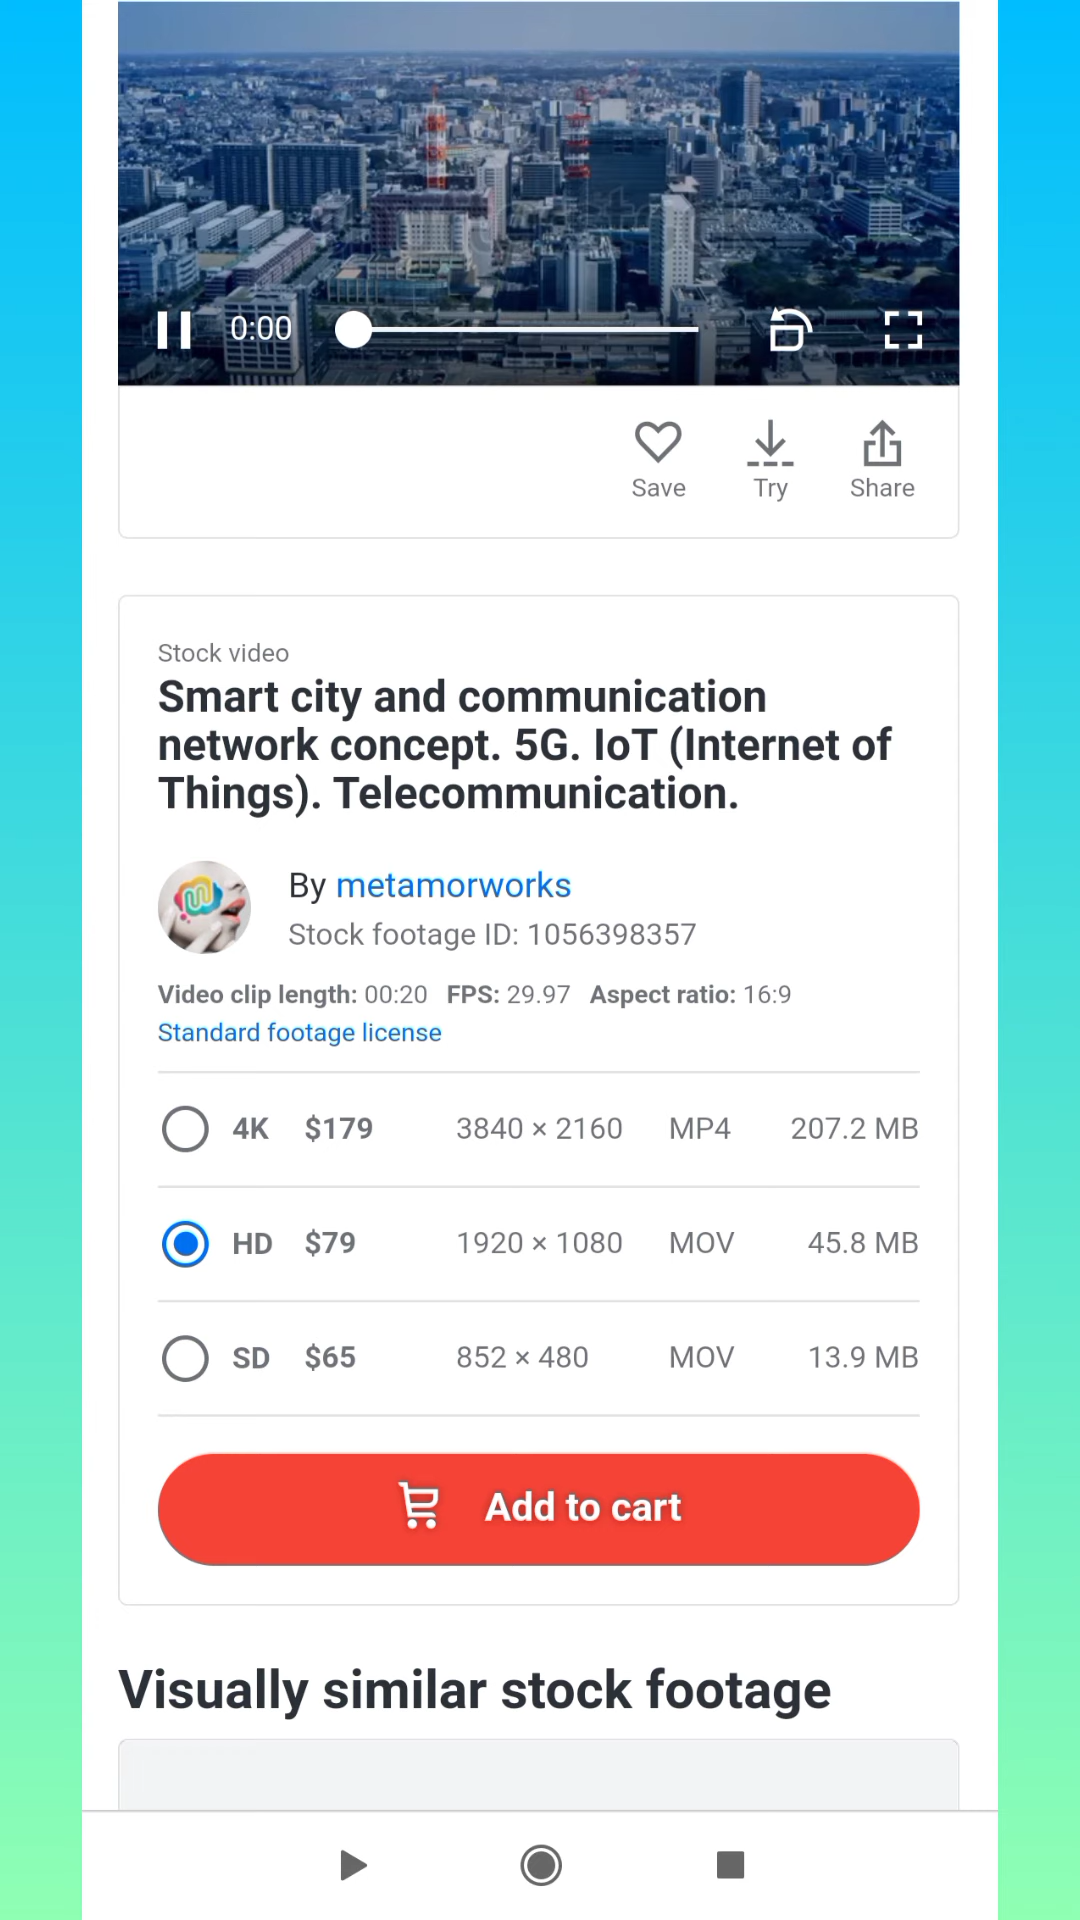 0:00
Save Try Share
Stock video
Smart city and communication
network concept. 5G. IoT (Internet of
Things). Telecommunication.
By metamorworks
Stock footage ID: 1056398357
Video clip length: 00:20 FPS: 29.97 Aspect ratio: 16:9
Standard footage license
4K $179 3840 × 2160 MP4 207.2 MB
HD $79 1920 × 1080 MOV 45.8 MB
SD $65 852 × 480 MOV 13.9 MB
Add to cart
Visually similar stock footage